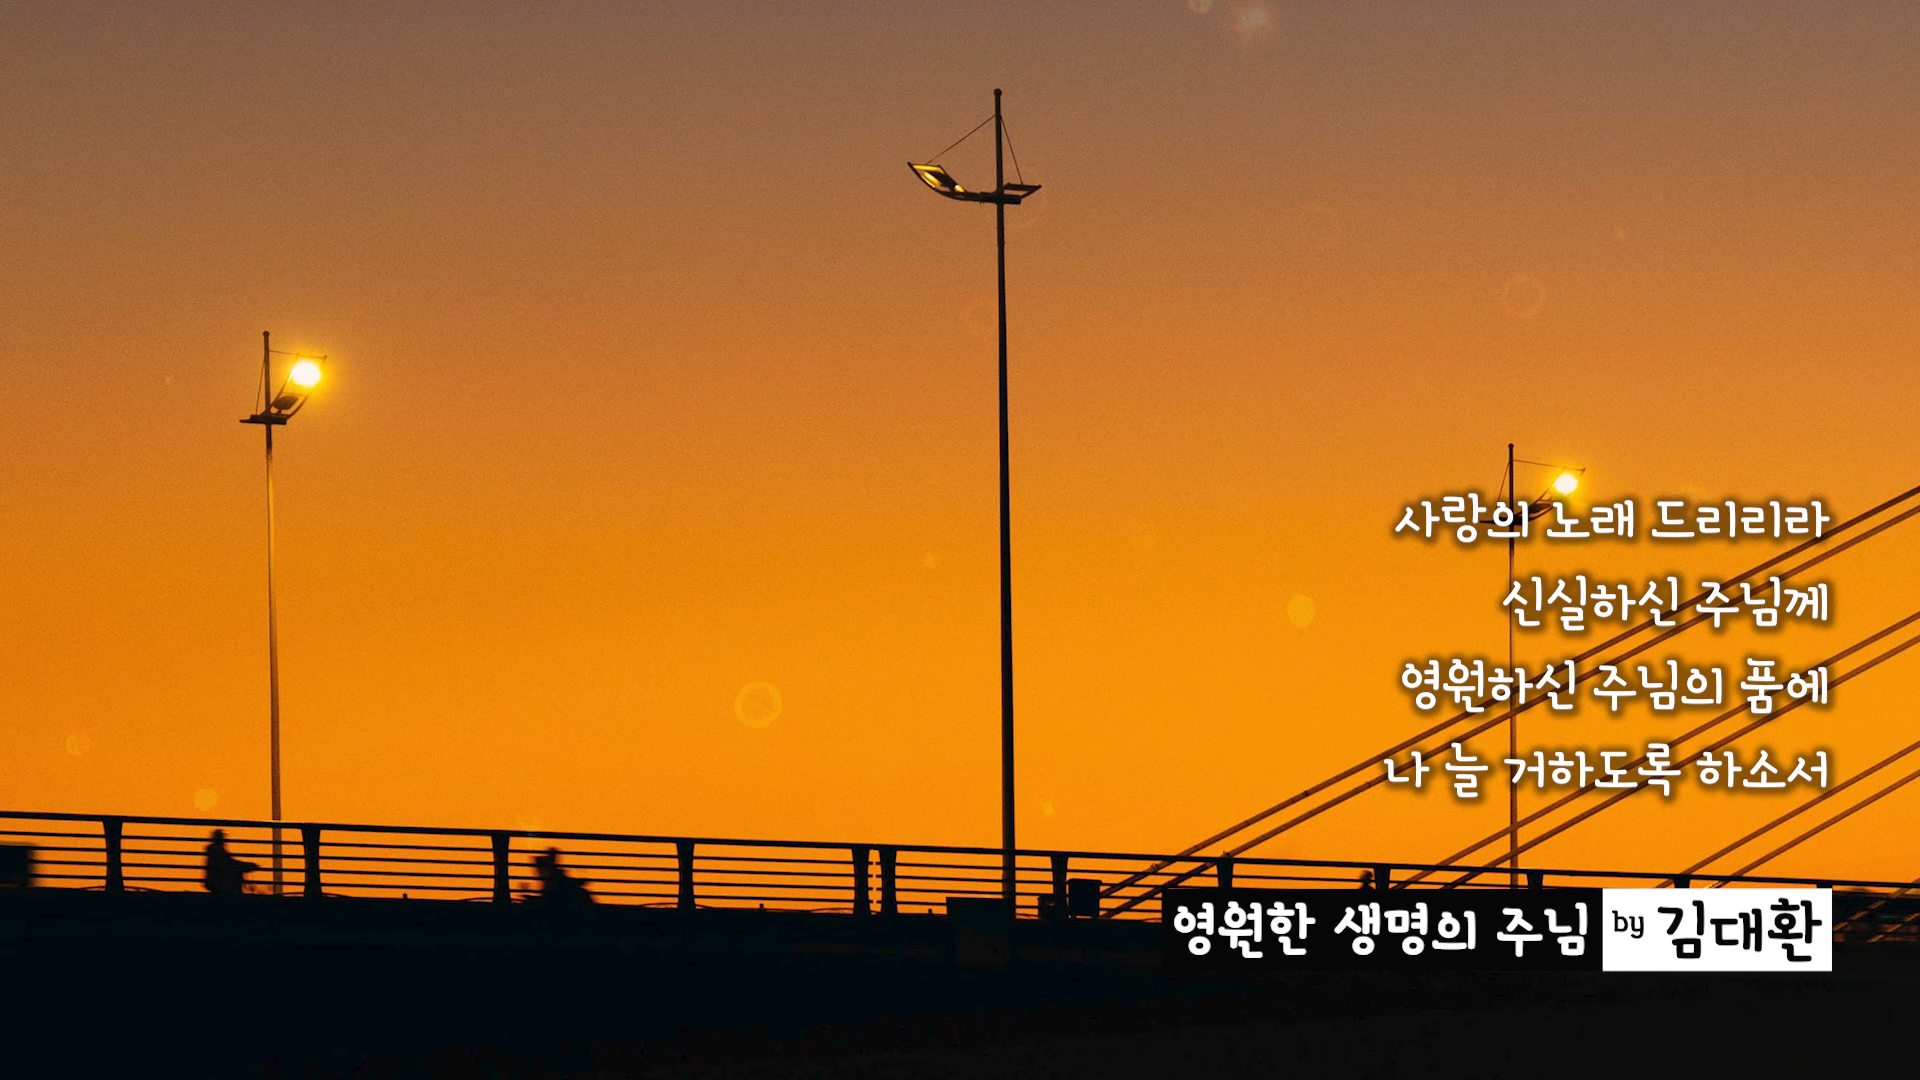 사랑의 노래 드리리라
신실하신 주님께
영원하신 주님의 품에
나 늘 거하도록 하소서
영원한 생명의 주님 by 김대환